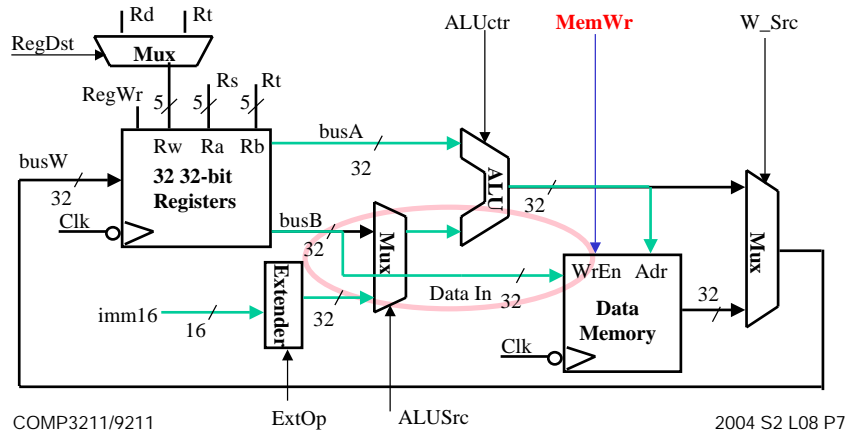 Rd Rt
ALUctr MemWr W_Src
RegDst
Mux
Rs Rt
RegWr
5 5 5
busA
Rw Ra Rb
32
busW
32 32-bit
ALU
32
Registers
32
busB
Clk
32
Mux
Mux
WrEn Adr
Extender
Data In
32
32
32
imm16
16
Data
Memory
Clk
ExtOp
ALUSrc
COMP3211/9211
2004 S2 L08 P7